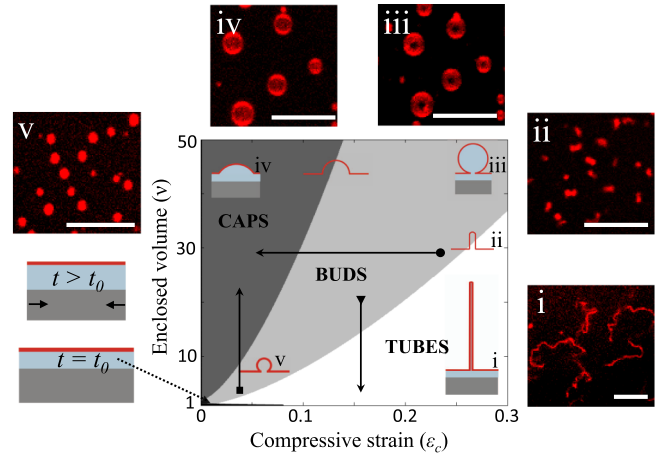 iv
iii
v
ii
i
t > t0
t = t0
Enclosed volume (v)
50
30
10
1
0
0.1
0.2
0.3
Compressive strain (εc)
CAPS
BUDS
TUBES
iv
iii
ii
v
i